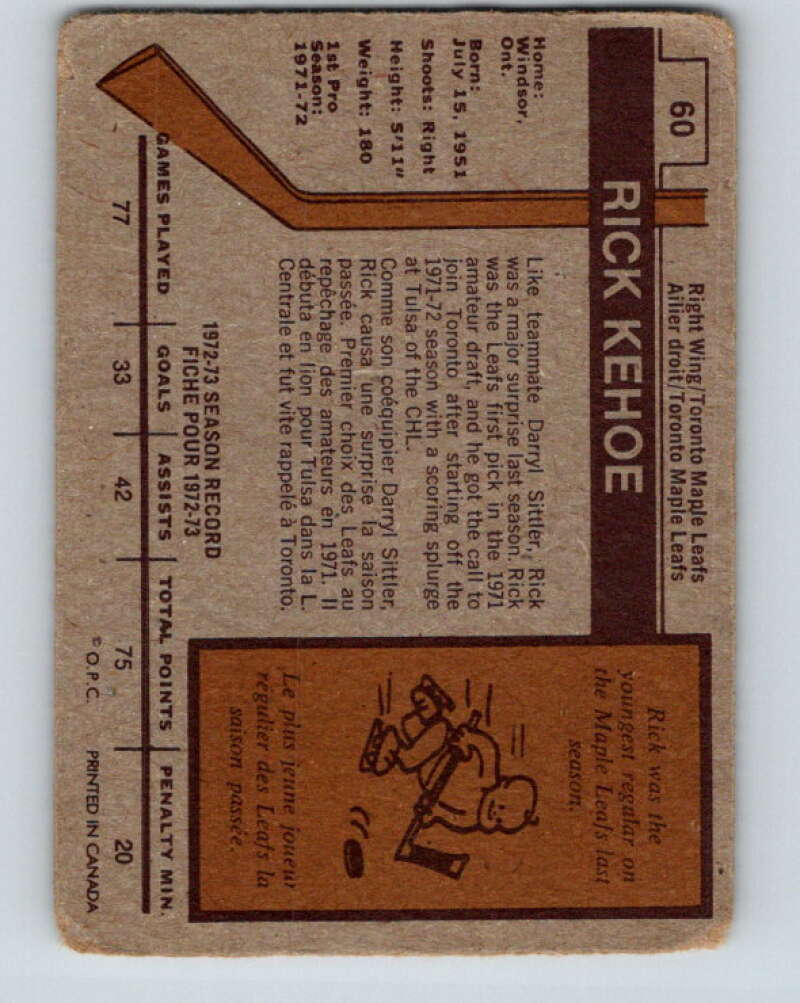 60
RICK KEHOE
Right Wing/Toronto Maple Leafs
Ailier droit/Toronto Maple Leafs
Home:
Windsor,
Ont.
Born:
July 15, 1951
Shoots: Right
Height: 5'11"
Weight: 180
1st Pro
Season:
1971-72
Like teammate Darryl Sittler, Rick
was a major surprise last season. Rick
was the Leafs first pick in the 1971
amateur draft, and he got the call to
join Toronto after starting off the
1971-72 season with a scoring splurge
at Tulsa of the CHL.
Comme son coéquipier Darryl Sittler,
Rick causa une surprise la saison
passée. Premier choix des Leafs au
repêchage des amateurs en 1971. Il
débuta en lion pour Tulsa dans la L.
Centrale et fut vite rappelé à Toronto.
Rick was the
youngest regular on
the Maple Leafs last
season.
Le plus jeune joueur
régulier des Leafs la
saison passée.
1972-73 SEASON RECORD
FICHE POUR 1972-73
GAMES PLAYED GOALS ASSISTS TOTAL POINTS PENALTY MIN.
77 33 42 75 20
© O.P.C. PRINTED IN CANADA